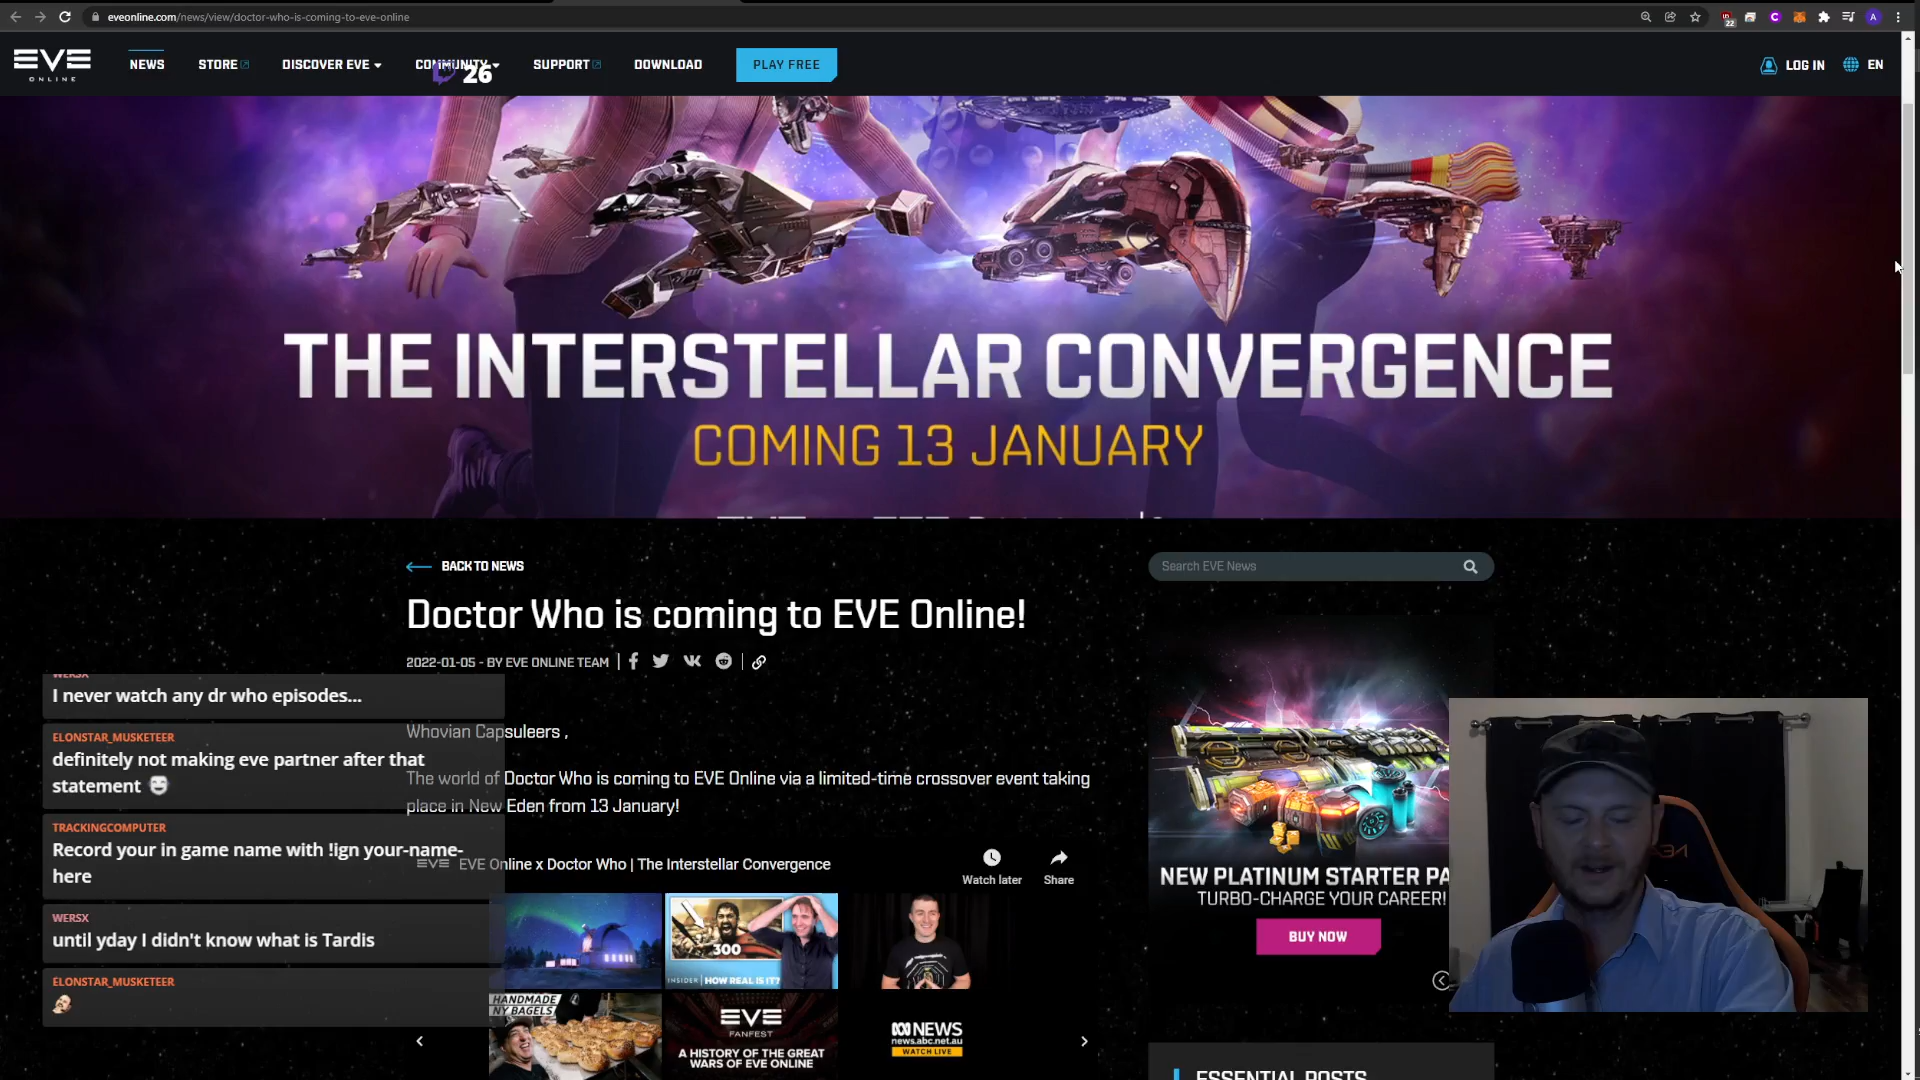 eveonline.com/news/view/doctor-who-is-coming-to-eve-online
22
A
EVE
ONLINE
NEWS
STORE
DISCOVER EVE
COMMUNITY
26
SUPPORT
DOWNLOAD
PLAY FREE
LOG IN
EN
THE INTERSTELLAR CONVERGENCE
COMING 13 JANUARY
BACK TO NEWS
Search EVE News
Doctor Who is coming to EVE Online!
2022-01-05 - BY EVE ONLINE TEAM
Whovian Capsuleers ,
The world of Doctor Who is coming to EVE Online via a limited-time crossover event taking
place in New Eden from 13 January!
WERSX
I never watch any dr who episodes...
ELONSTAR_MUSKETEER
definitely not making eve partner after that
statement
TRACKINGCOMPUTER
Record your in game name with !ign your-name-
here
WERSX
until yday I didn't know what is Tardis
ELONSTAR_MUSKETEER
EVE
EVE Online x Doctor Who | The Interstellar Convergence
Watch later
Share
300
INSIDER | HOW REAL IS IT?
HANDMADE
NY BAGELS
EVE
FANFEST
A HISTORY OF THE GREAT
WARS OF EVE ONLINE
NEWS
news.abc.net.au
WATCH LIVE
NEW PLATINUM STARTER PA
TURBO-CHARGE YOUR CAREER!
BUY NOW
ESSENTIAL POSTS